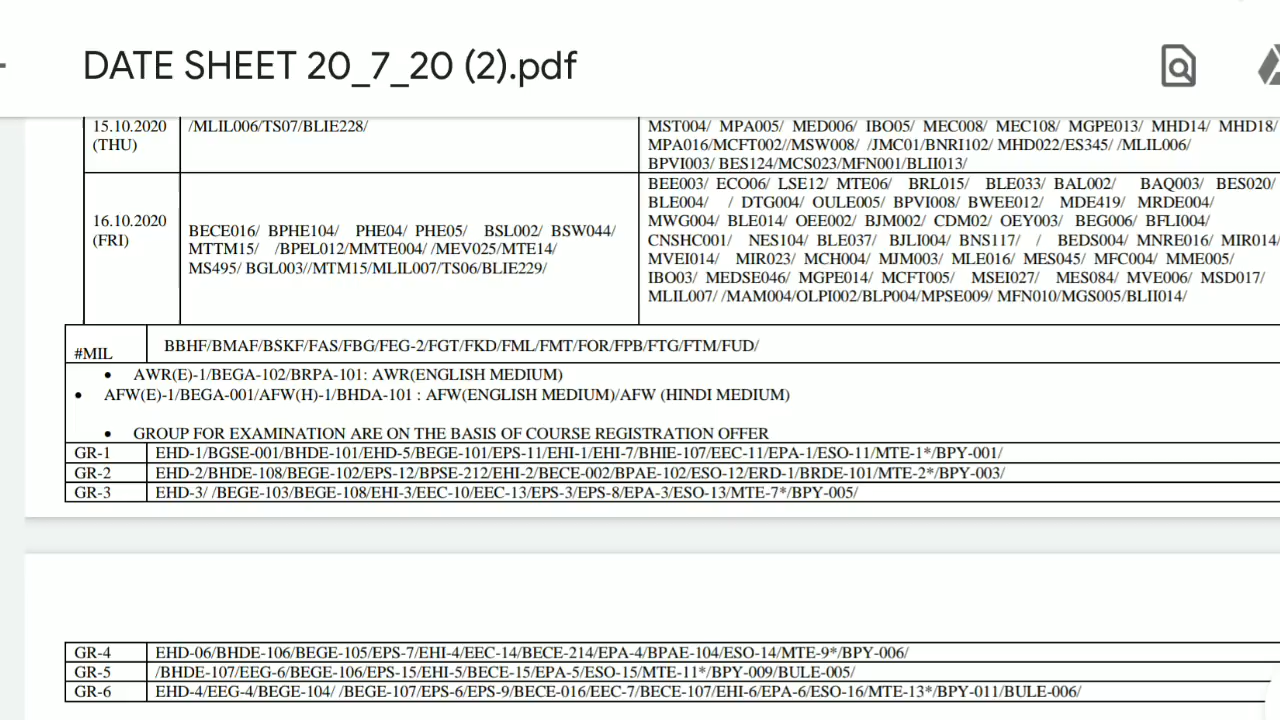 DATE SHEET 20_7_20 (2).pdf
15.10.2020
(THU)
/MLIL006/TS07/BLIE228/
MST004/ MPA005/ MED006/ IBO05/ MEC008/ MEC108/ MGPE013/ MHD14/ MHD18/
MPA016/MCFT002//MSW008/ /JMC01/BNRI102/ MHD022/ES345/ /MLIL006/
BPVI003/ BES124/MCS023/MFN001/BLII013/
16.10.2020
(FRI)
BECE016/ BPHE104/ PHE04/ PHE05/ BSL002/ BSW044/
MTTM15/ /BPEL012/MMTE004/ /MEV025/MTE14/
MS495/ BGL003//MTM15/MLIL007/TS06/BLIE229/
BEE003/ ECO06/ LSE12/ MTE06/ BRL015/ BLE033/ BAL002/ BAQ003/ BES020/
BLE004/ / DTG004/ OULE005/ BPVI008/ BWEE012/ MDE419/ MRDE004/
MWG004/ BLE014/ OEE002/ BJM002/ CDM02/ OEY003/ BEG006/ BFLI004/
CNSHC001/ NES104/ BLE037/ BJLI004/ BNS117/ / BEDS004/ MNRE016/ MIR014/
MVEI014/ MIR023/ MCH004/ MJM003/ MLE016/ MES045/ MFC004/ MME005/
IBO03/ MEDSE046/ MGPE014/ MCFT005/ MSEI027/ MES084/ MVE006/ MSD017/
MLIL007/ /MAM004/OLPI002/BLP004/MPSE009/ MFN010/MGS005/BLII014/
#MIL BBHF/BMAF/BSKF/FAS/FBG/FEG-2/FGT/FKD/FML/FMT/FOR/FPB/FTG/FTM/FUD/
• AWR(E)-1/BEGA-102/BRPA-101: AWR(ENGLISH MEDIUM)
• AFW(E)-1/BEGA-001/AFW(H)-1/BHDA-101 : AFW(ENGLISH MEDIUM)/AFW (HINDI MEDIUM)
• GROUP FOR EXAMINATION ARE ON THE BASIS OF COURSE REGISTRATION OFFER
GR-1 EHD-1/BGSE-001/BHDE-101/EHD-5/BEGE-101/EPS-11/EHI-1/EHI-7/BHIE-107/EEC-11/EPA-1/ESO-11/MTE-1*/BPY-001/
GR-2 EHD-2/BHDE-108/BEGE-102/EPS-12/BPSE-212/EHI-2/BECE-002/BPAE-102/ESO-12/ERD-1/BRDE-101/MTE-2*/BPY-003/
GR-3 EHD-3/ /BEGE-103/BEGE-108/EHI-3/EEC-10/EEC-13/EPS-3/EPS-8/EPA-3/ESO-13/MTE-7*/BPY-005/
GR-4 EHD-06/BHDE-106/BEGE-105/EPS-7/EHI-4/EEC-14/BECE-214/EPA-4/BPAE-104/ESO-14/MTE-9*/BPY-006/
GR-5 /BHDE-107/EEG-6/BEGE-106/EPS-15/EHI-5/BECE-15/EPA-5/ESO-15/MTE-11*/BPY-009/BULE-005/
GR-6 EHD-4/EEG-4/BEGE-104/ /BEGE-107/EPS-6/EPS-9/BECE-016/EEC-7/BECE-107/EHI-6/EPA-6/ESO-16/MTE-13*/BPY-011/BULE-006/